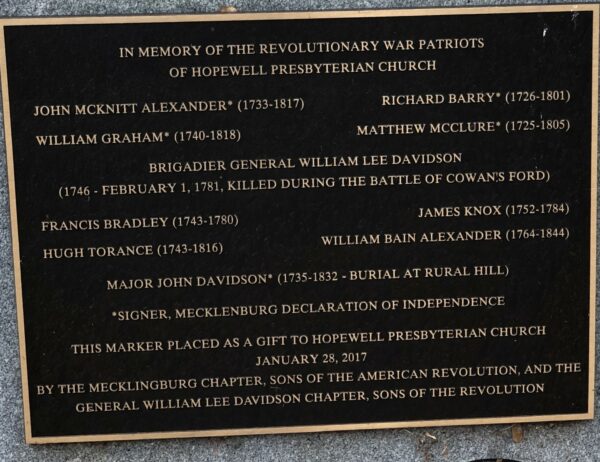 IN MEMORY OF THE REVOLUTIONARY WAR PATRIOTS
OF HOPEWELL PRESBYTERIAN CHURCH
JOHN MCKNITT ALEXANDER* (1733-1817) RICHARD BARRY* (1726-1801)
WILLIAM GRAHAM* (1740-1818) MATTHEW MCCLURE* (1725-1805)
BRIGADIER GENERAL WILLIAM LEE DAVIDSON
(1746 - FEBRUARY 1, 1781, KILLED DURING THE BATTLE OF COWAN'S FORD)
FRANCIS BRADLEY (1743-1780) JAMES KNOX (1752-1784)
HUGH TORANCE (1743-1816) WILLIAM BAIN ALEXANDER (1764-1844)
MAJOR JOHN DAVIDSON* (1735-1832 - BURIAL AT RURAL HILL)
*SIGNER, MECKLENBURG DECLARATION OF INDEPENDENCE
THIS MARKER PLACED AS A GIFT TO HOPEWELL PRESBYTERIAN CHURCH
JANUARY 28, 2017
BY THE MECKLINGBURG CHAPTER, SONS OF THE AMERICAN REVOLUTION, AND THE
GENERAL WILLIAM LEE DAVIDSON CHAPTER, SONS OF THE REVOLUTION